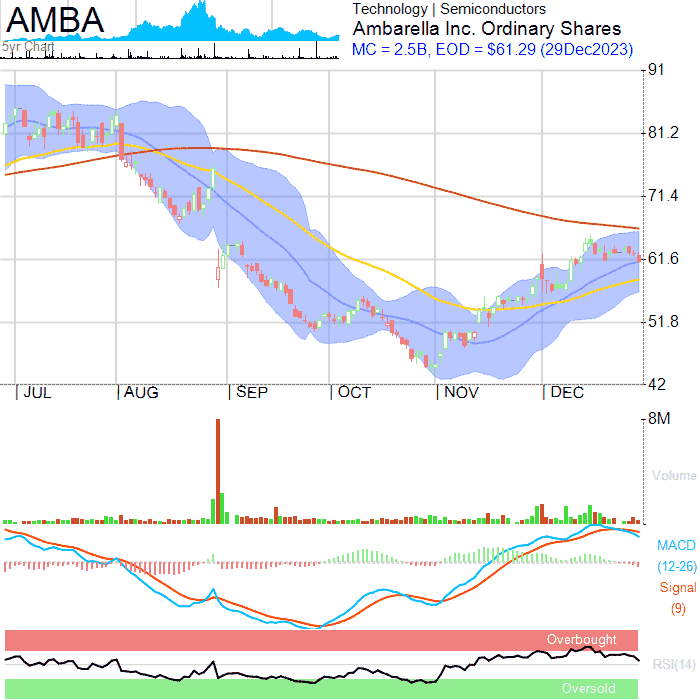 AMBA
5yr Chart
Technology | Semiconductors
Ambarella Inc. Ordinary Shares
MC = 2.5B, EOD = $61.29 (29Dec2023)
91
81.2
71.4
61.6
51.8
42
JUL AUG SEP OCT NOV DEC
8M
Volume
MACD
(12-26)
Signal
(9)
Overbought
RSI(14)
Oversold